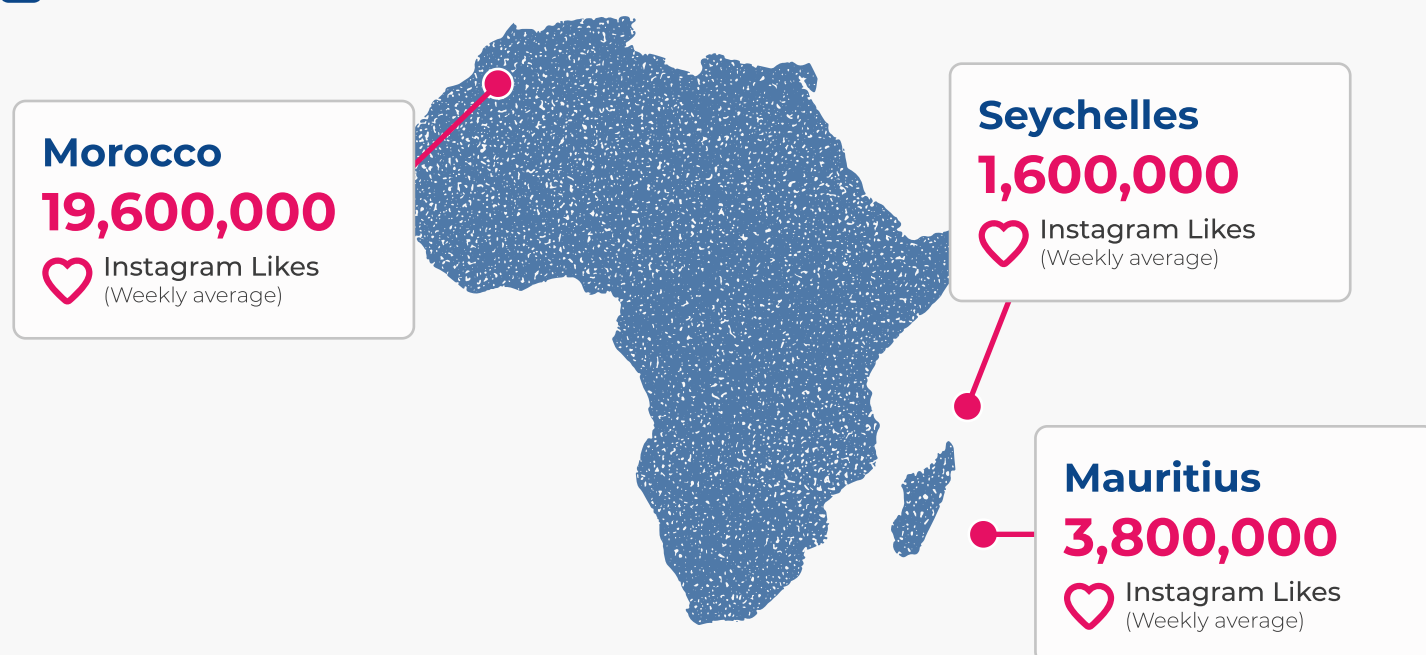 Morocco
19,600,000
Instagram Likes
(Weekly average)
Seychelles
1,600,000
Instagram Likes
(Weekly average)
Mauritius
3,800,000
Instagram Likes
(Weekly average)